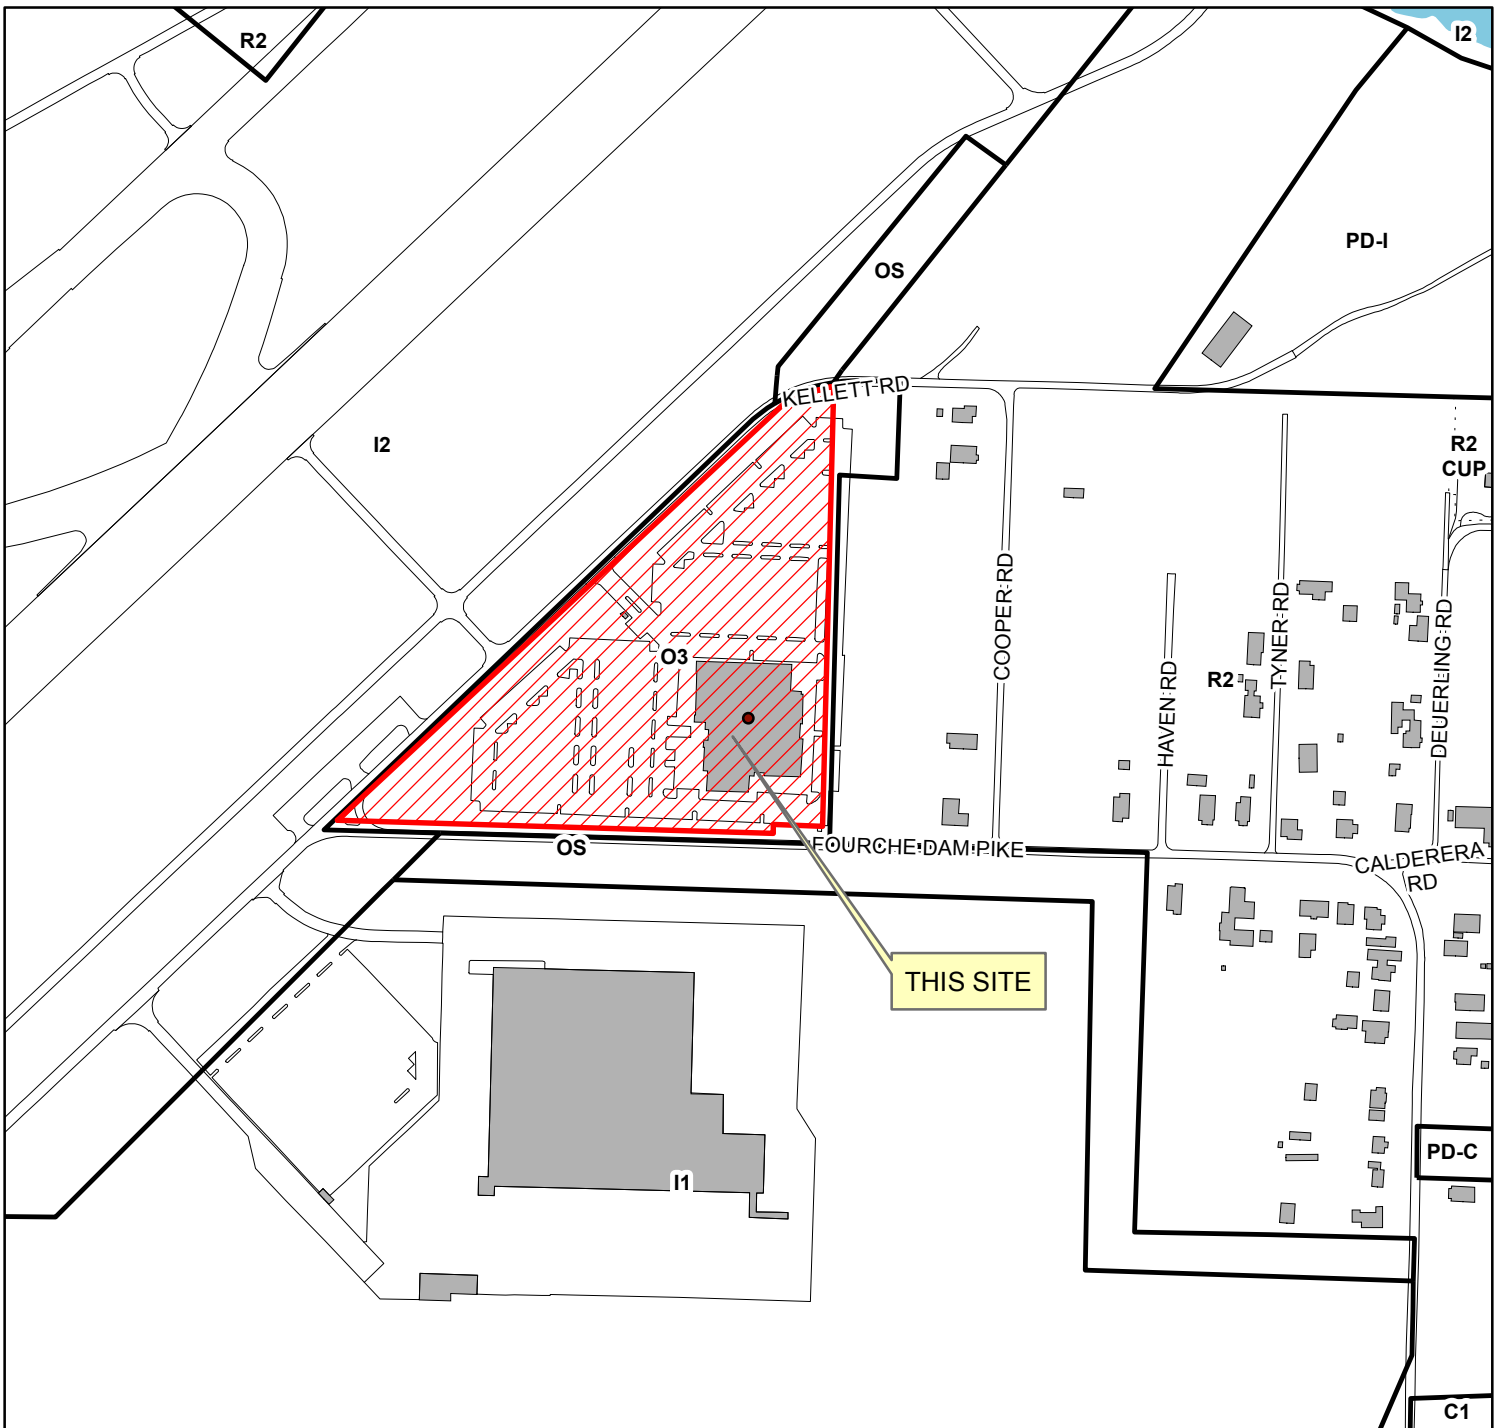 R2
I2
PD-I
OS
KELLETT RD
I2
R2
CUP
COOPER RD
HAVEN RD
TYNER RD
DEUERLING RD
O3
R2
OS
FOURCHE DAM PIKE
CALDERERA
RD
THIS SITE
PD-C
I1
C1